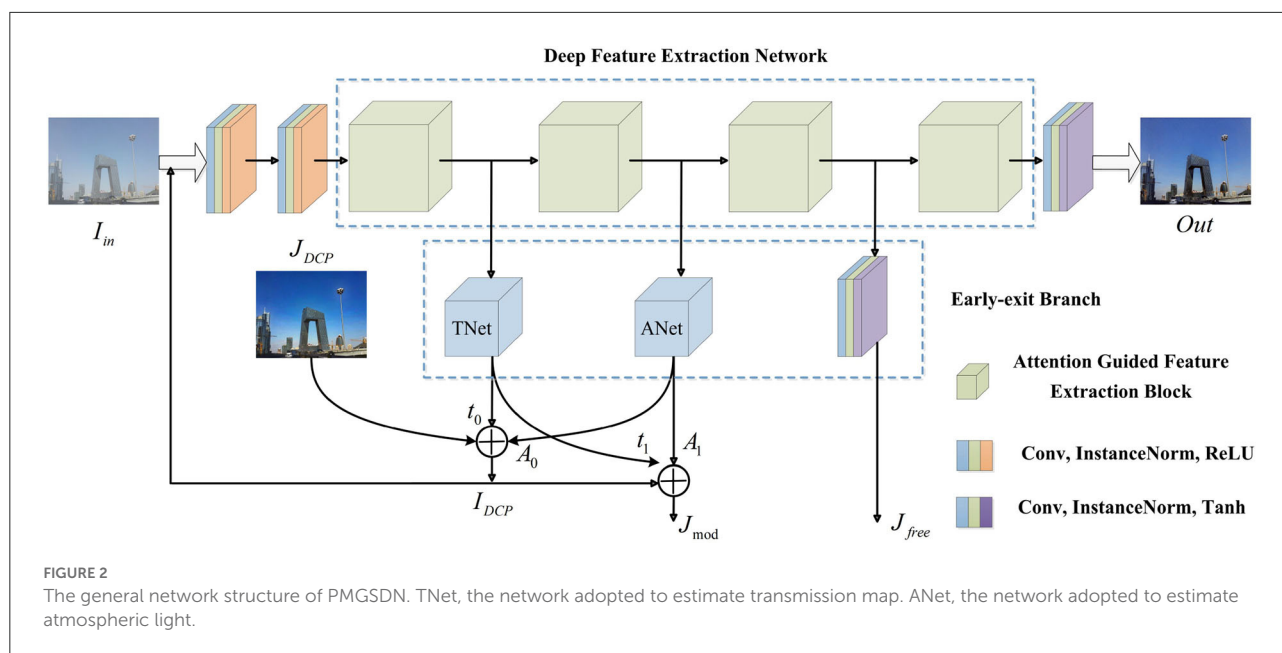 Deep Feature Extraction Network
I_in
J_DCP
Out
TNet
ANet
Early-exit Branch
Attention Guided Feature
Extraction Block
t_0
A_0
t_1
A_1
Conv, InstanceNorm, ReLU
I_DCP
J_mod
J_free
Conv, InstanceNorm, Tanh
FIGURE 2
The general network structure of PMGSDN. TNet, the network adopted to estimate transmission map. ANet, the network adopted to estimate
atmospheric light.